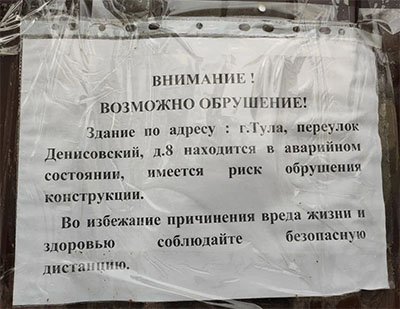 ВНИМАНИЕ !
ВОЗМОЖНО ОБРУШЕНИЕ!
Здание по адресу : г.Тула, переулок
Денисовский, д.8 находится в аварийном
состоянии, имеется риск обрушения
конструкции.
Во избежание причинения вреда жизни и
здоровью соблюдайте безопасную
дистанцию.